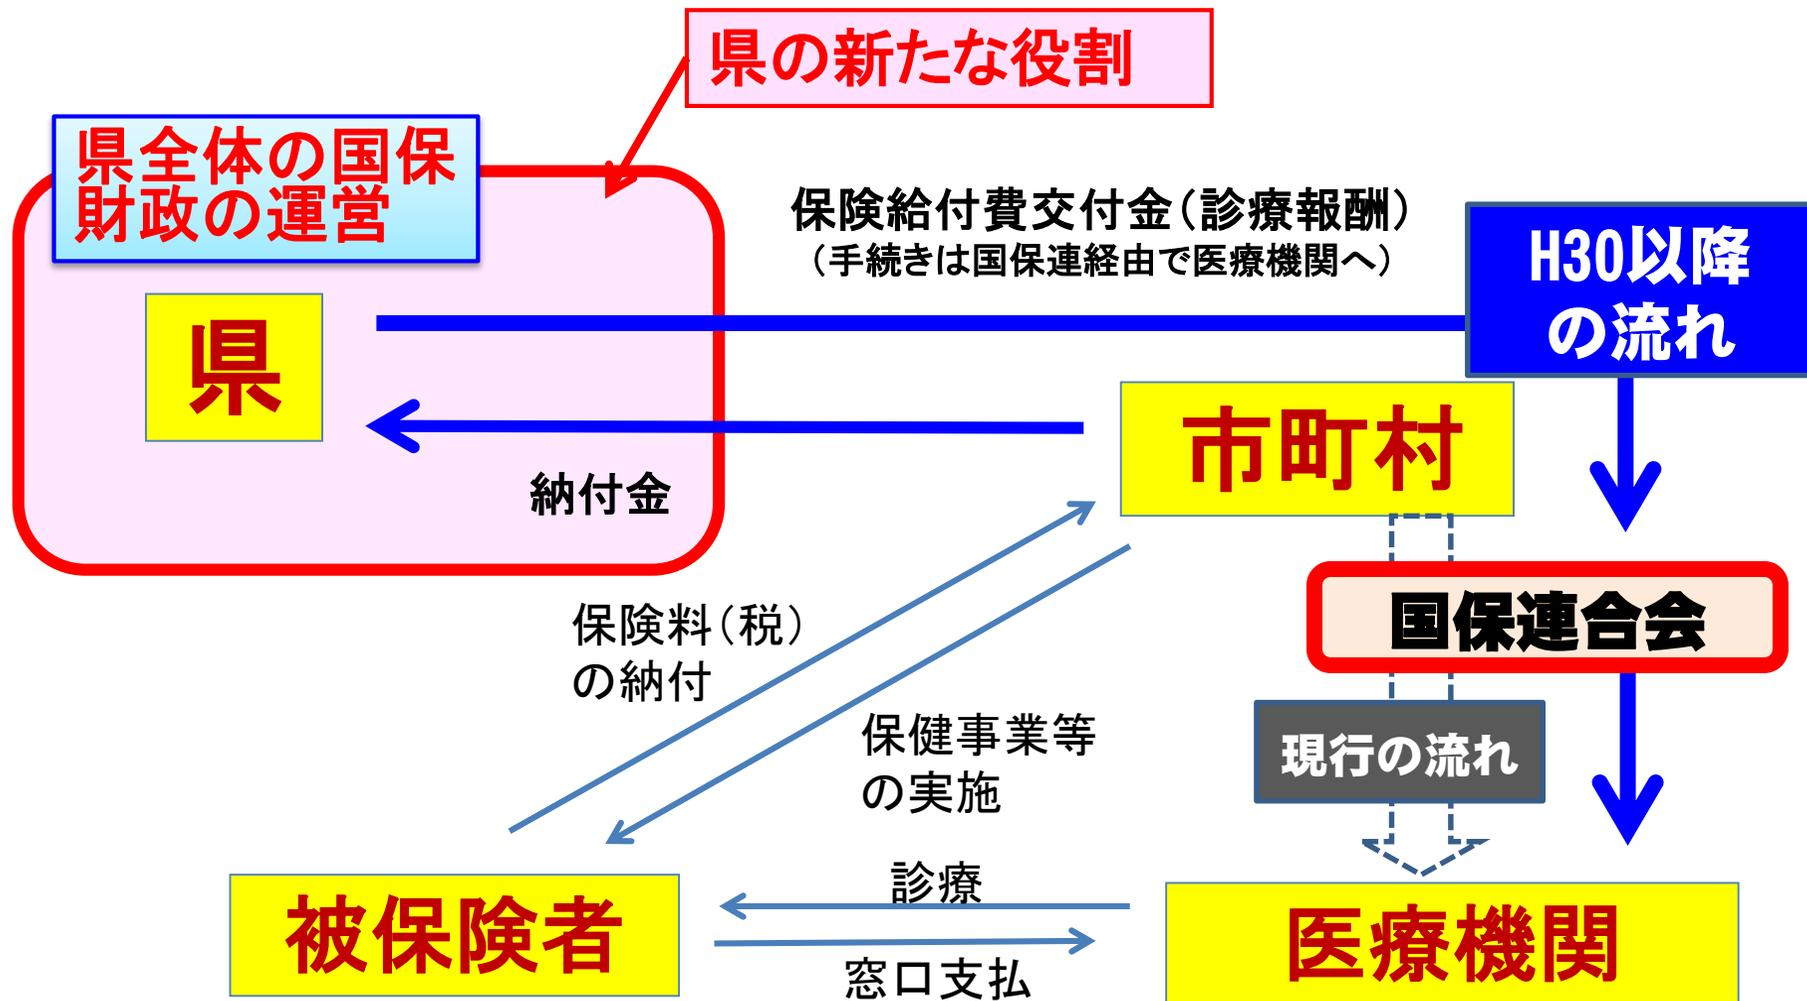 県の新たな役割
県全体の国保
財政の運営
保険給付費交付金（診療報酬）
（手続きは国保連経由で医療機関へ）
H30以降
の流れ
県
市町村
納付金
国保連合会
保険料（税）
の納付
保健事業等
の実施
現行の流れ
診療
被保険者
医療機関
窓口支払